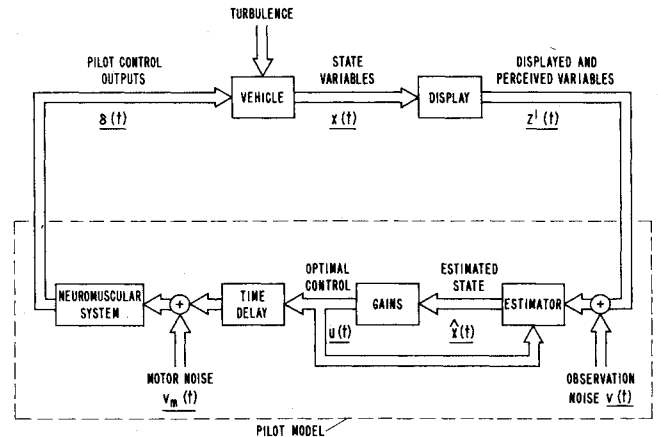 TURBULENCE
PILOT CONTROL
OUTPUTS
STATE
VARIABLES
DISPLAYED AND
PERCEIVED VARIABLES
VEHICLE
DISPLAY
δ(t)
x(t)
z'(t)
OPTIMAL
CONTROL
ESTIMATED
STATE
NEUROMUSCULAR
SYSTEM
+
TIME
DELAY
GAINS
ESTIMATOR
+
u(t)
x̂(t)
MOTOR NOISE
v_m(t)
OBSERVATION
NOISE v(t)
PILOT MODEL